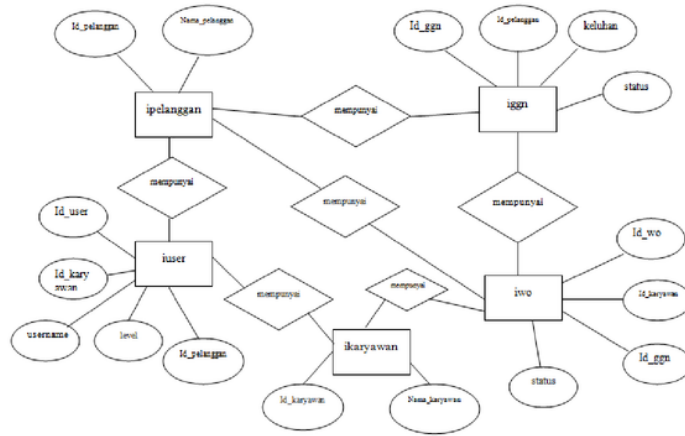 Id_pelanggan
Nama_pelanggan
Id_ggn
Id_pelanggan
keluhan
status
ipelanggan
mempunyai
iggn
mempunyai
mempunyai
mempunyai
Id_user
Id_kary
awan
iuser
mempunyai
mempunyai
iwo
Id_wo
Id_karyawan
username
level
Id_pelanggan
ikaryawan
Id_ggn
status
Id_karyawan
Nama_karyawan